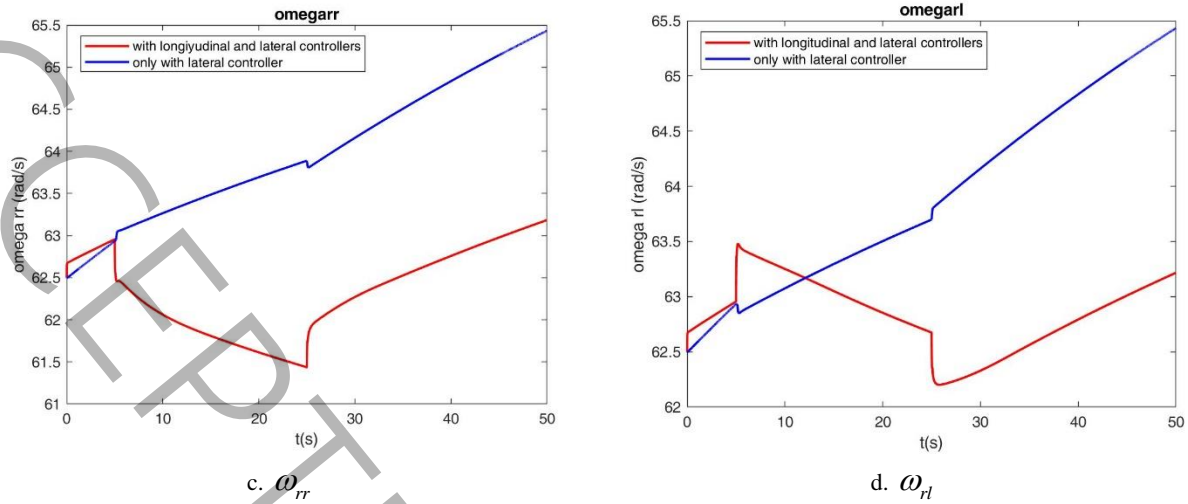 omegarr
65.5
65
64.5
64
63.5
63
62.5
62
61.5
61
omega rr (rad/s)
with longiyudinal and lateral controllers
only with lateral controller
0
10
20
30
40
50
t(s)
c. ω_rr
omegarl
65.5
65
64.5
64
63.5
63
62.5
62
omega rl (rad/s)
with longitudinal and lateral controllers
only with lateral controller
0
10
20
30
40
50
t(s)
d. ω_rl
CEPT